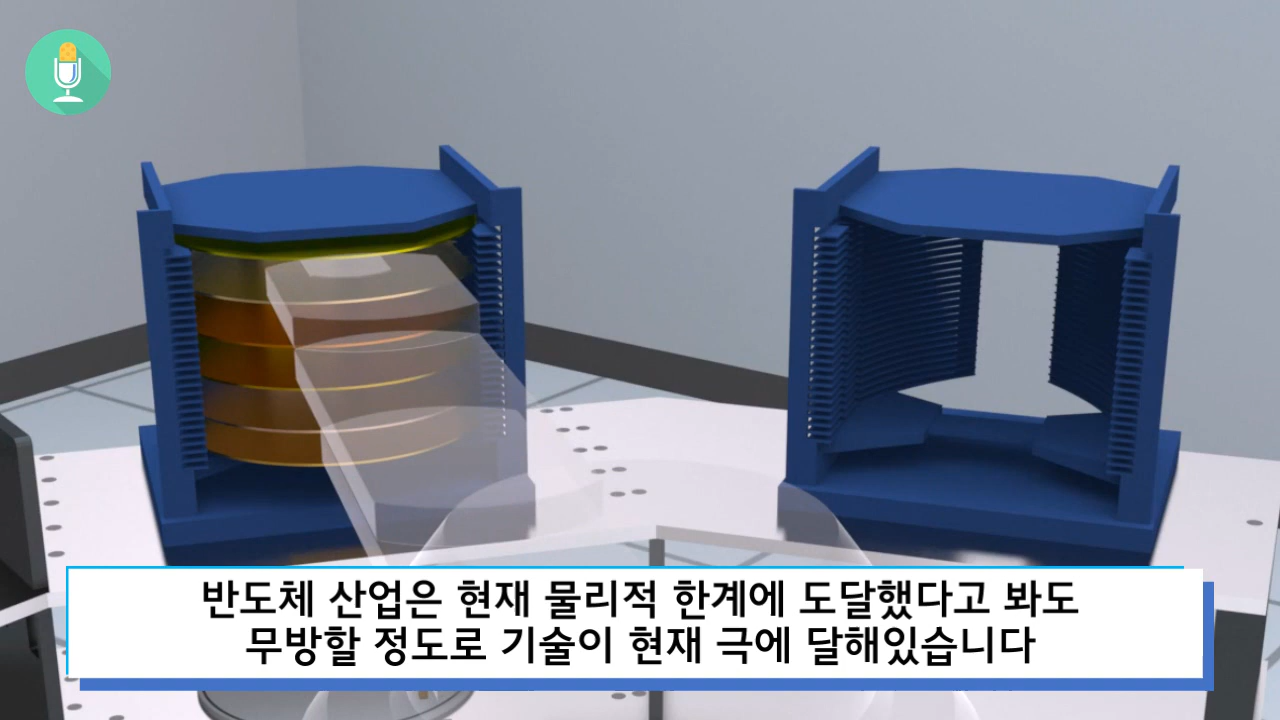 반도체 산업은 현재 물리적 한계에 도달했다고 봐도
무방할 정도로 기술이 현재 극에 달해있습니다